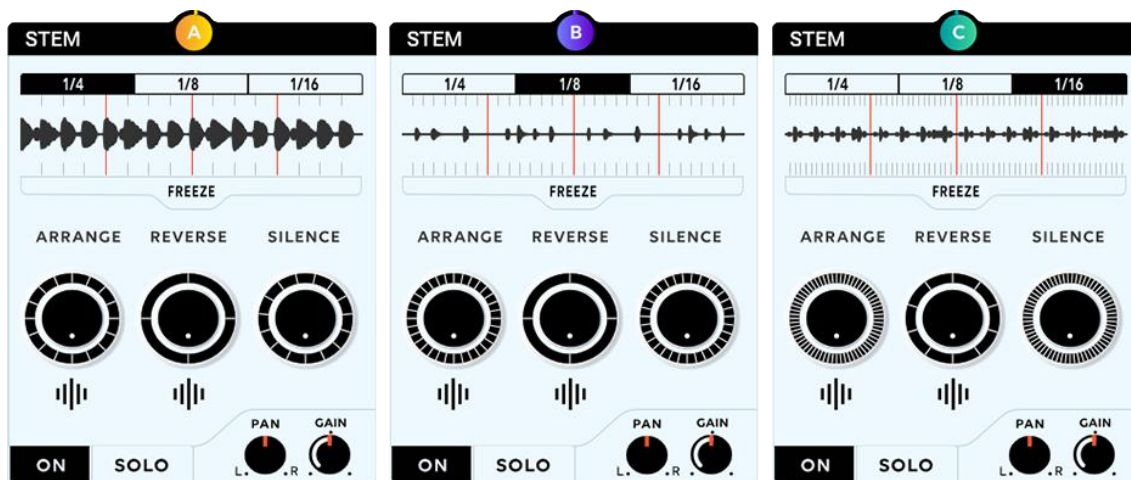 STEM A
1/4 1/8 1/16
FREEZE
ARRANGE REVERSE SILENCE
PAN GAIN
L R
ON SOLO
STEM B
1/4 1/8 1/16
FREEZE
ARRANGE REVERSE SILENCE
PAN GAIN
L R
ON SOLO
STEM C
1/4 1/8 1/16
FREEZE
ARRANGE REVERSE SILENCE
PAN GAIN
L R
ON SOLO